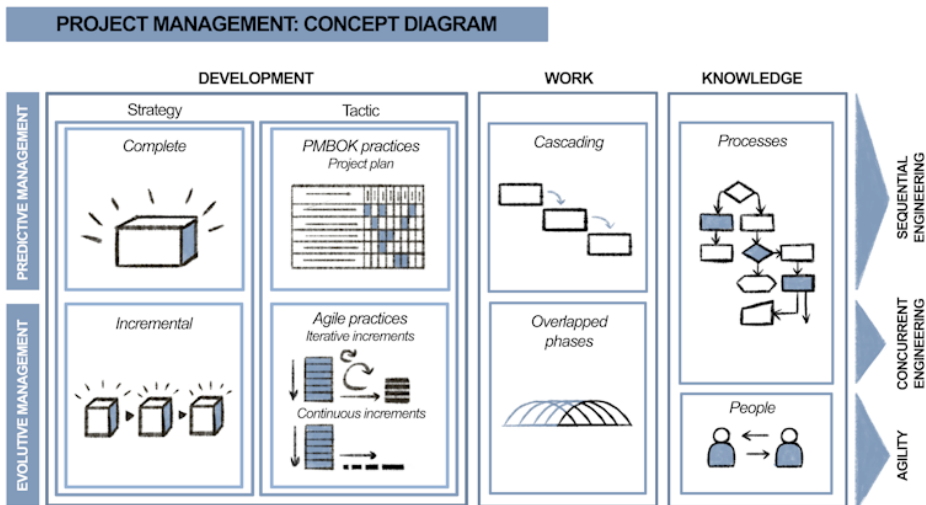 PROJECT MANAGEMENT: CONCEPT DIAGRAM
DEVELOPMENT
WORK
KNOWLEDGE
PREDICTIVE MANAGEMENT
Strategy
Tactic
Complete
PMBOK practices
Project plan
Cascading
Processes
SEQUENTIAL
ENGINEERING
EVOLUTIVE MANAGEMENT
Incremental
Agile practices
Iterative increments
Continuous increments
Overlapped
phases
CONCURRENT
ENGINEERING
People
AGILITY